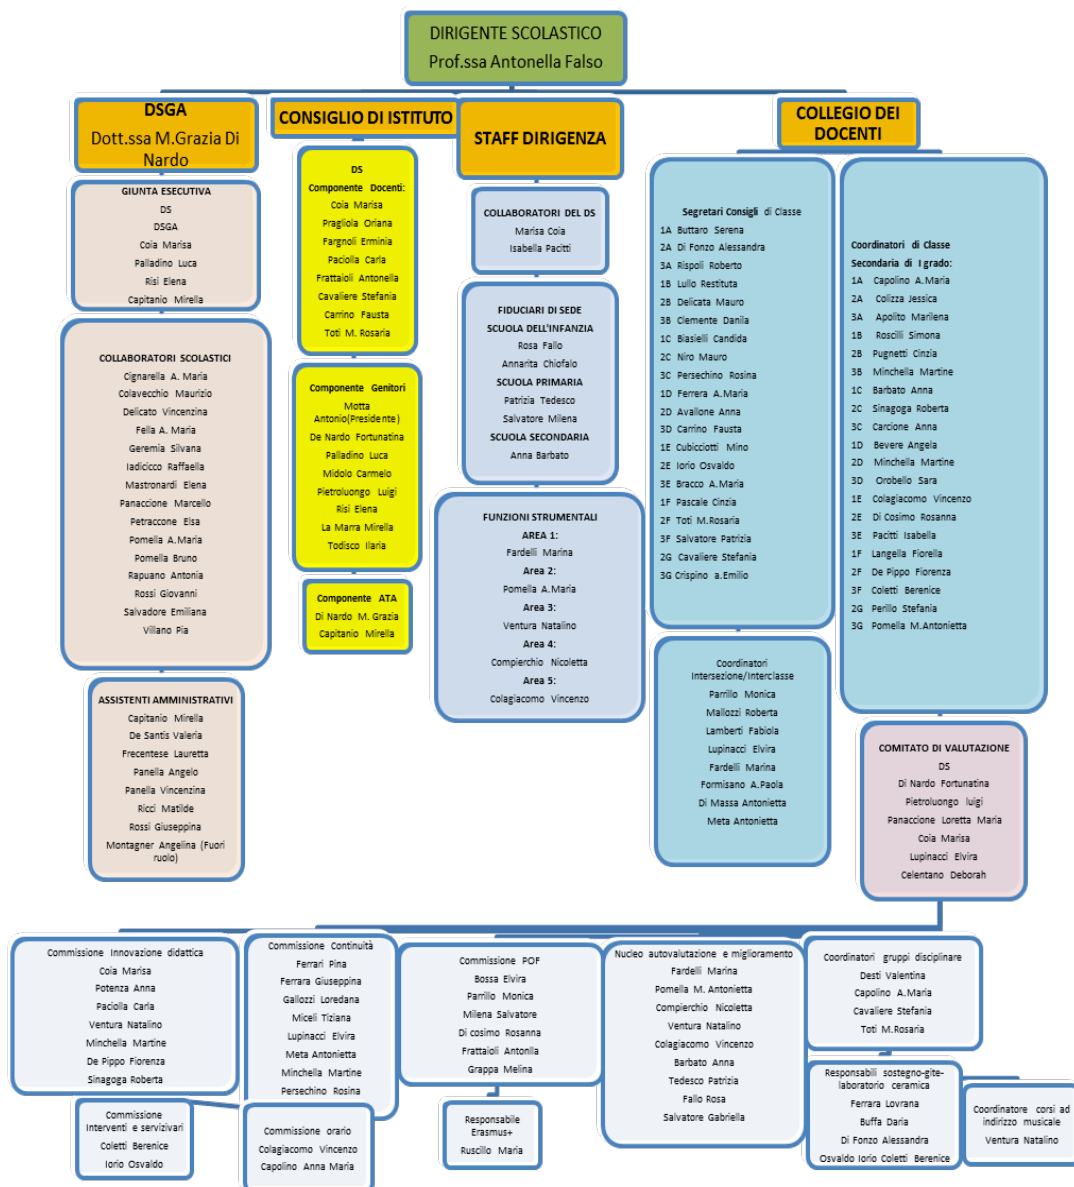 DIRIGENTE SCOLASTICO
Prof.ssa Antonella Falso
DSGA
Dott.ssa M.Grazia Di
Nardo
GIUNTA ESECUTIVA
DS
DSGA
Coia Marisa
Palladino Luca
Risi Elena
Capitanio Mirella
COLLABORATORI SCOLASTICI
Cignarella A. Maria
Colavecchio Maurizio
Delicato Vincenzina
Fella A. Maria
Geremia Silvana
Iadicicco Raffaella
Mastronardi Elena
Panaccione Marcello
Petraccone Elsa
Pomella A.Maria
Pomella Bruno
Rapuano Antonia
Rossi Giovanni
Salvadore Emiliana
Villano Pia
ASSISTENTI AMMINISTRATIVI
Capitanio Mirella
De Santis Valeria
Frecentese Lauretta
Panella Angelo
Panella Vincenzina
Ricci Matilde
Rossi Giuseppina
Montagner Angelina (Fuori
ruolo)
CONSIGLIO DI ISTITUTO
DS
Componente Docenti:
Coia Marisa
Pragliola Oriana
Fargnoli Erminia
Paciolla Carla
Frattaioli Antonella
Cavaliere Stefania
Carrino Fausta
Toti M. Rosaria
Componente Genitori
Motta
Antonio(Presidente)
De Nardo Fortunatina
Palladino Luca
Midolo Carmelo
Pietroluongo Luigi
Risi Elena
La Marra Mirella
Todisco Ilaria
Componente ATA
Di Nardo M. Grazia
Capitanio Mirella
STAFF DIRIGENZA
COLLABORATORI DEL DS
Marisa Coia
Isabella Pacitti
FIDUCIARI DI SEDE
SCUOLA DELL'INFANZIA
Rosa Fallo
Annarita Chiofalo
SCUOLA PRIMARIA
Patrizia Tedesco
Salvatore Milena
SCUOLA SECONDARIA
Anna Barbato
FUNZIONI STRUMENTALI
AREA 1:
Fardelli Marina
Area 2:
Pomella A.Maria
Area 3:
Ventura Natalino
Area 4:
Compierchio Nicoletta
Area 5:
Colagiacomo Vincenzo
COLLEGIO DEI
DOCENTI
Segretari Consigli di Classe
1A Buttaro Serena
2A Di Fonzo Alessandra
3A Rispoli Roberto
1B Lullo Restituta
2B Delicata Mauro
3B Clemente Danila
1C Biasielli Candida
2C Niro Mauro
3C Persechino Rosina
1D Ferrera A.Maria
2D Avallone Anna
3D Carrino Fausta
1E Cubicciotti Mino
2E Iorio Osvaldo
3E Bracco A.Maria
1F Pascale Cinzia
2F Toti M.Rosaria
3F Salvatore Patrizia
2G Cavaliere Stefania
3G Crispino a.Emilio
Coordinatori
Intersezione/Interclasse
Parrillo Monica
Mallozzi Roberta
Lamberti Fabiola
Lupinacci Elvira
Fardelli Marina
Formisano A.Paola
Di Massa Antonietta
Meta Antonietta
Coordinatori di Classe
Secondaria di I grado:
1A Capolino A.Maria
2A Colizza Jessica
3A Apolito Marilena
1B Roscilli Simona
2B Pugnetti Cinzia
3B Minchella Martine
1C Barbato Anna
2C Sinagoga Roberta
3C Carcione Anna
1D Bevere Angela
2D Minchella Martine
3D Orobello Sara
1E Colagiacomo Vincenzo
2E Di Cosimo Rosanna
3E Pacitti Isabella
1F Langella Fiorella
2F De Pippo Fiorenza
3F Coletti Berenice
2G Perillo Stefania
3G Pomella M.Antonietta
COMITATO DI VALUTAZIONE
DS
Di Nardo Fortunatina
Pietroluongo luigi
Panaccione Loretta Maria
Coia Marisa
Lupinacci Elvira
Celentano Deborah
Commissione Innovazione didattica
Coia Marisa
Potenza Anna
Paciolla Carla
Ventura Natalino
Minchella Martine
De Pippo Fiorenza
Sinagoga Roberta
Commissione
Interventi e servizivari
Coletti Berenice
Iorio Osvaldo
Commissione Continuità
Ferrari Pina
Ferrara Giuseppina
Gallozzi Loredana
Miceli Tiziana
Lupinacci Elvira
Meta Antonietta
Minchella Martine
Persechino Rosina
Commissione orario
Colagiacomo Vincenzo
Capolino Anna Maria
Commissione POF
Bossa Elvira
Parrillo Monica
Milena Salvatore
Di cosimo Rosanna
Frattaioli Antonlla
Grappa Melina
Responsabile
Erasmus+
Ruscillo Maria
Nucleo autovalutazione e miglioramento
Fardelli Marina
Pomella M. Antonietta
Compierchio Nicoletta
Ventura Natalino
Colagiacomo Vincenzo
Barbato Anna
Tedesco Patrizia
Fallo Rosa
Salvatore Gabriella
Coordinatori gruppi disciplinare
Desti Valentina
Capolino A.Maria
Cavaliere Stefania
Toti M.Rosaria
Responsabili sostegno-gite-
laboratorio ceramica
Ferrara Lovrana
Buffa Daria
Di Fonzo Alessandra
Osvaldo Iorio Coletti Berenice
Coordinatore corsi ad
indirizzo musicale
Ventura Natalino